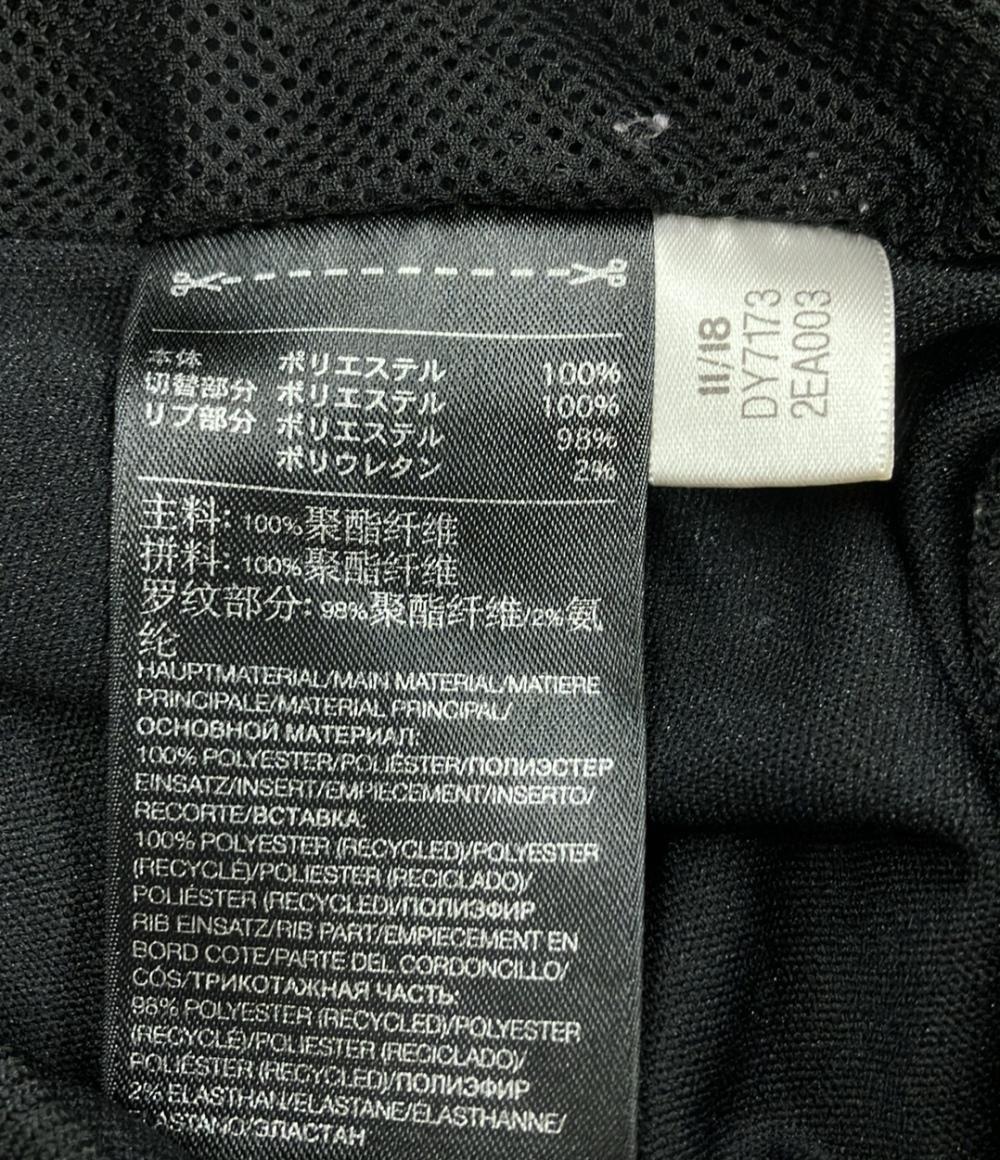 本体 ポリエステル 100%
切替部分 ポリエステル 100%
リブ部分 ポリエステル 98%
ポリウレタン 2%
主料: 100%聚酯纤维
拼料: 100%聚酯纤维
罗纹部分: 98%聚酯纤维/2%氨
纶
HAUPTMATERIAL/MAIN MATERIAL/MATIERE
PRINCIPALE/MATERIAL PRINCIPAL/
ОСНОВНОЙ МАТЕРИАЛ:
100% POLYESTER/POLIÉSTER/ПОЛИЭСТЕР
EINSATZ/INSERT/EMPIECEMENT/INSERTO/
RECORTE/ВСТАВКА:
100% POLYESTER (RECYCLED)/POLYESTER
(RECYCLÉ)/POLIÉSTER (RECICLADO)/
POLIÉSTER (RECYCLED)/ПОЛИЭФИР
RIB EINSATZ/RIB PART/EMPIECEMENT EN
BORD COTE/PARTE DEL CORDONCILLO/
CÓS/ТРИКОТАЖНАЯ ЧАСТЬ:
98% POLYESTER (RECYCLED)/POLYESTER
(RECYCLÉ)/POLIÉSTER (RECICLADO)/
POLIÉSTER (RECYCLED)/ПОЛИЭФИР
2% ELASTHAN/ELASTANE/ÉLASTHANNE/
ELASTANO/ЭЛАСТАН
11/18
DY7173
2EA003